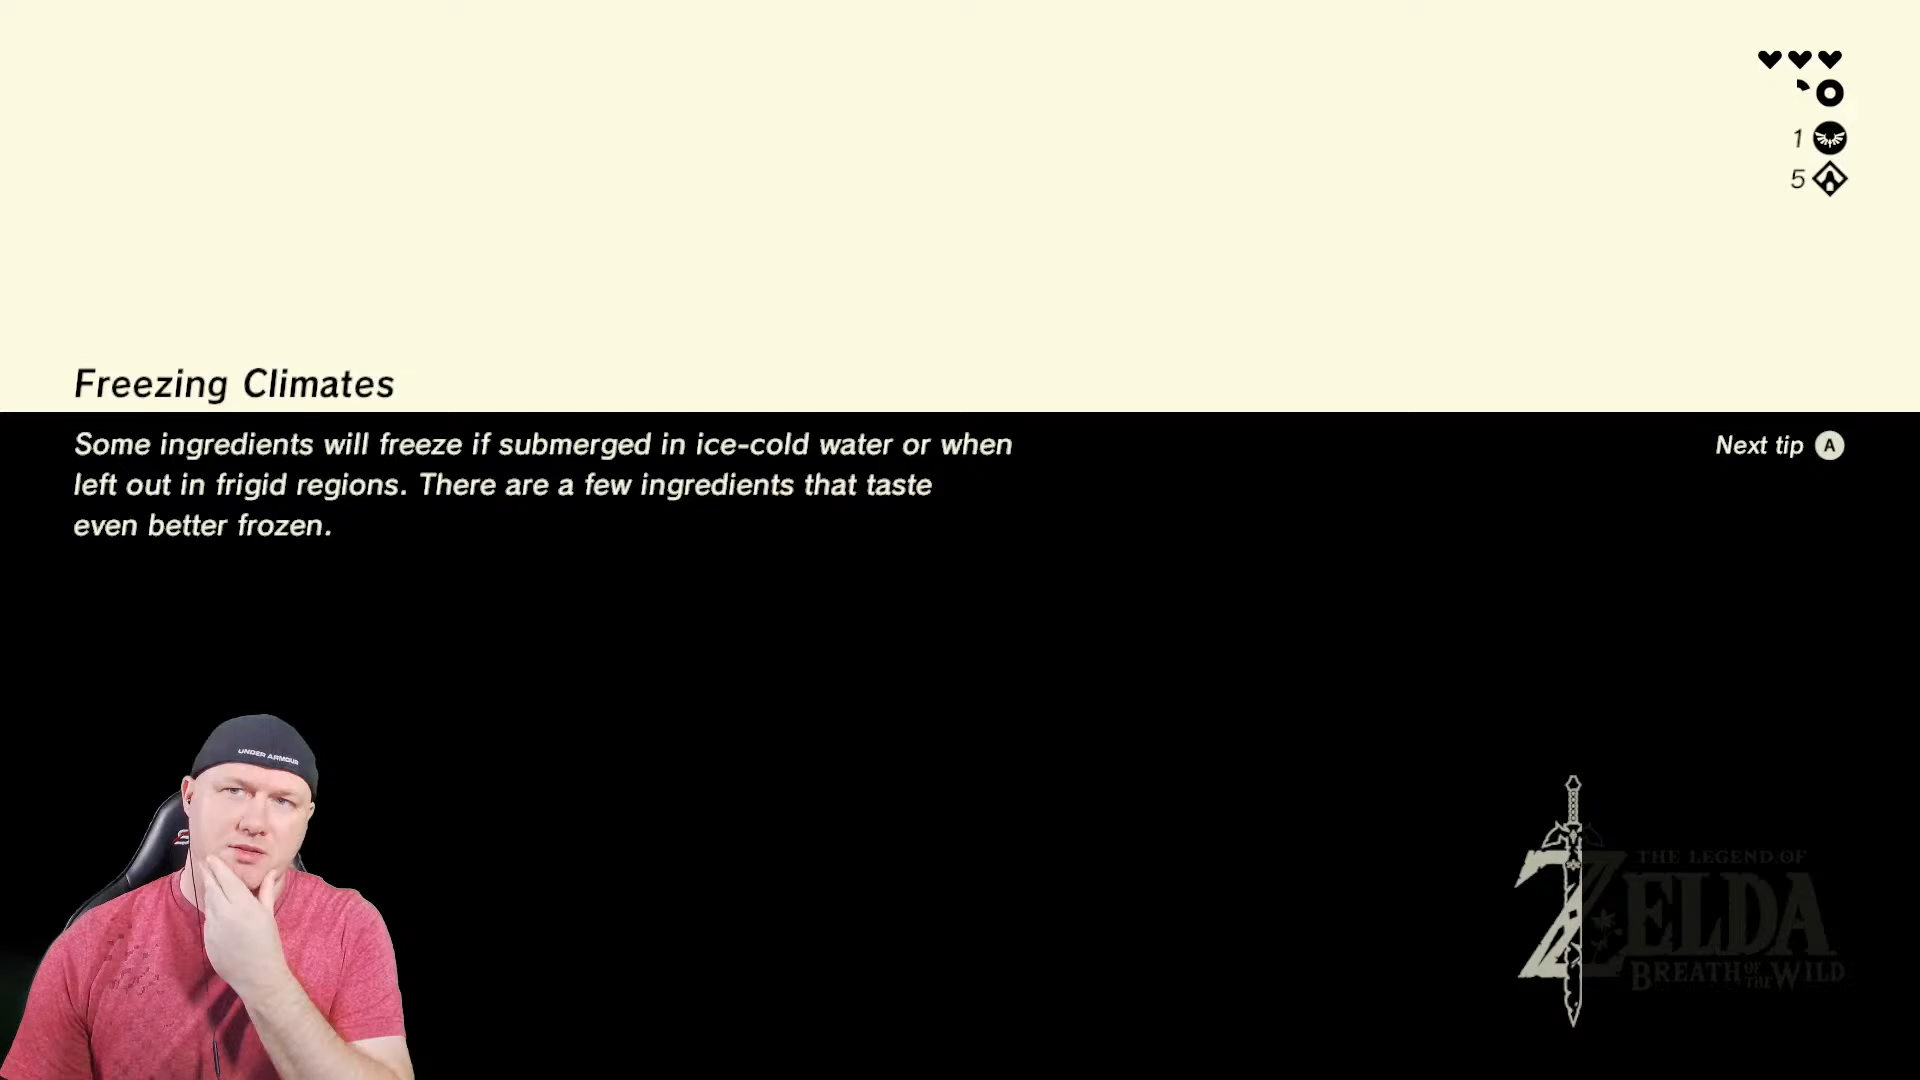 1
5
Freezing Climates
Some ingredients will freeze if submerged in ice-cold water or when
left out in frigid regions. There are a few ingredients that taste
even better frozen.
Next tip A
UNDER ARMOUR
THE LEGEND OF
ZELDA
BREATH OF THE WILD